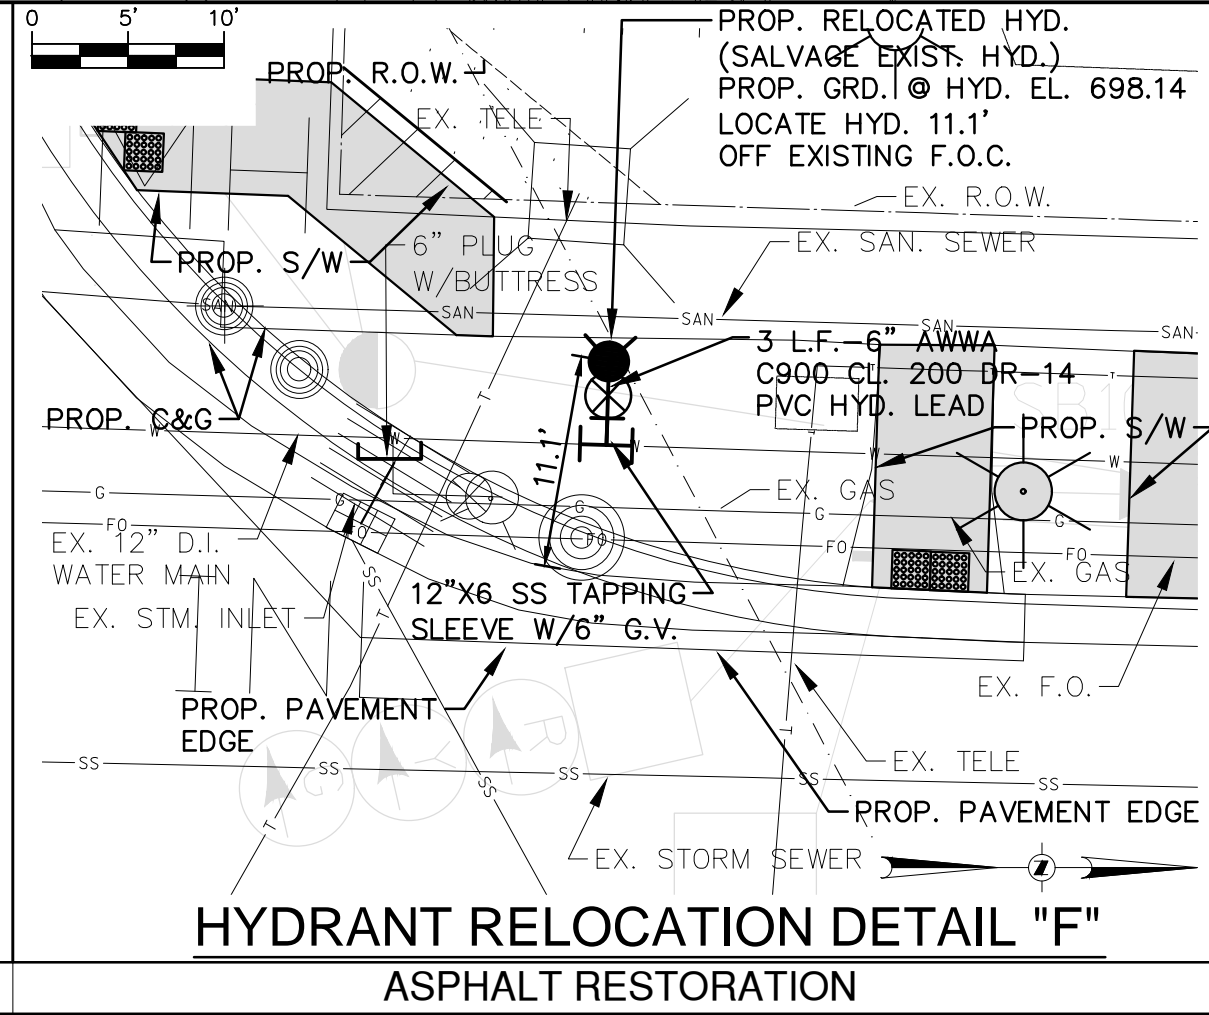 0 5' 10'
PROP. RELOCATED HYD.
(SALVAGE EXIST. HYD.)
PROP. GRD. @ HYD. EL. 698.14
LOCATE HYD. 11.1'
OFF EXISTING F.O.C.
PROP. R.O.W.
EX. TELE
EX. R.O.W.
EX. SAN. SEWER
PROP. S/W
6" PLUG
W/BUTTRESS
SAN
SAN
SAN
SAN
SAN
3 L.F.-6" AWWA
C900 CL. 200 DR-14
PVC HYD. LEAD
T
T
T
SB10
PROP. C&G
PROP. S/W
W
W
W
W
W
11.1'
G
G
G
G
G
EX. GAS
FO
FO
FO
FO
FO
EX. 12" D.I.
WATER MAIN
EX. GAS
EX. STM. INLET
SS
T
T
12"X6 SS TAPPING
SLEEVE W/6" G.V.
EX. F.O.
PROP. PAVEMENT
EDGE
G
Y
R
T
T
EX. TELE
SS
SS
SS
SS
SS
SS
PROP. PAVEMENT EDGE
EX. STORM SEWER
Z
HYDRANT RELOCATION DETAIL "F"
ASPHALT RESTORATION